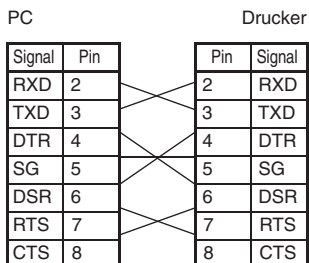 PC Drucker
Signal Pin Pin Signal
RXD 2 2 RXD
TXD 3 3 TXD
DTR 4 4 DTR
SG 5 5 SG
DSR 6 6 DSR
RTS 7 7 RTS
CTS 8 8 CTS